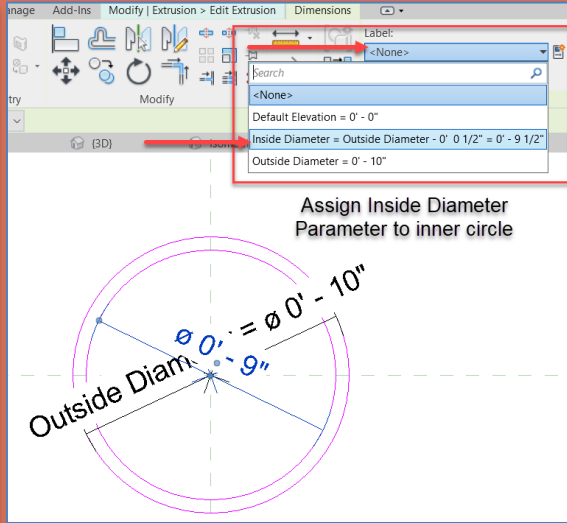 anage Add-Ins Modify | Extrusion > Edit Extrusion Dimensions
Label:
<None>
Search
<None>
Default Elevation = 0' - 0"
Inside Diameter = Outside Diameter - 0' 0 1/2" = 0' - 9 1/2"
Outside Diameter = 0' - 10"
try
Modify
(3D)
Assign Inside Diameter
Parameter to inner circle
Outside Diam = ø 0' - 10"
ø 0' - 9"